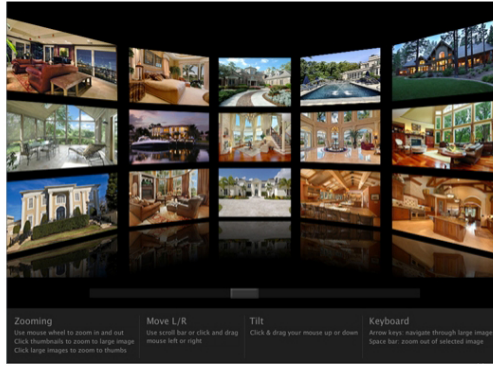 Zooming
Use mouse wheel to zoom in and out
Click thumbnails to zoom to large image
Click large images to zoom to thumbs
Move L/R
Use scroll bar or click and drag
mouse left or right
Tilt
Click & drag your mouse up or down
Keyboard
Arrow keys: navigate through large image
Space bar: zoom out of selected image